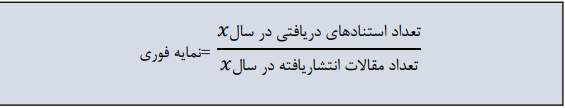 تعداد استنادهای دریافتی در سال x
نمایه فوری=
تعداد مقالات انتشاریافته در سال x